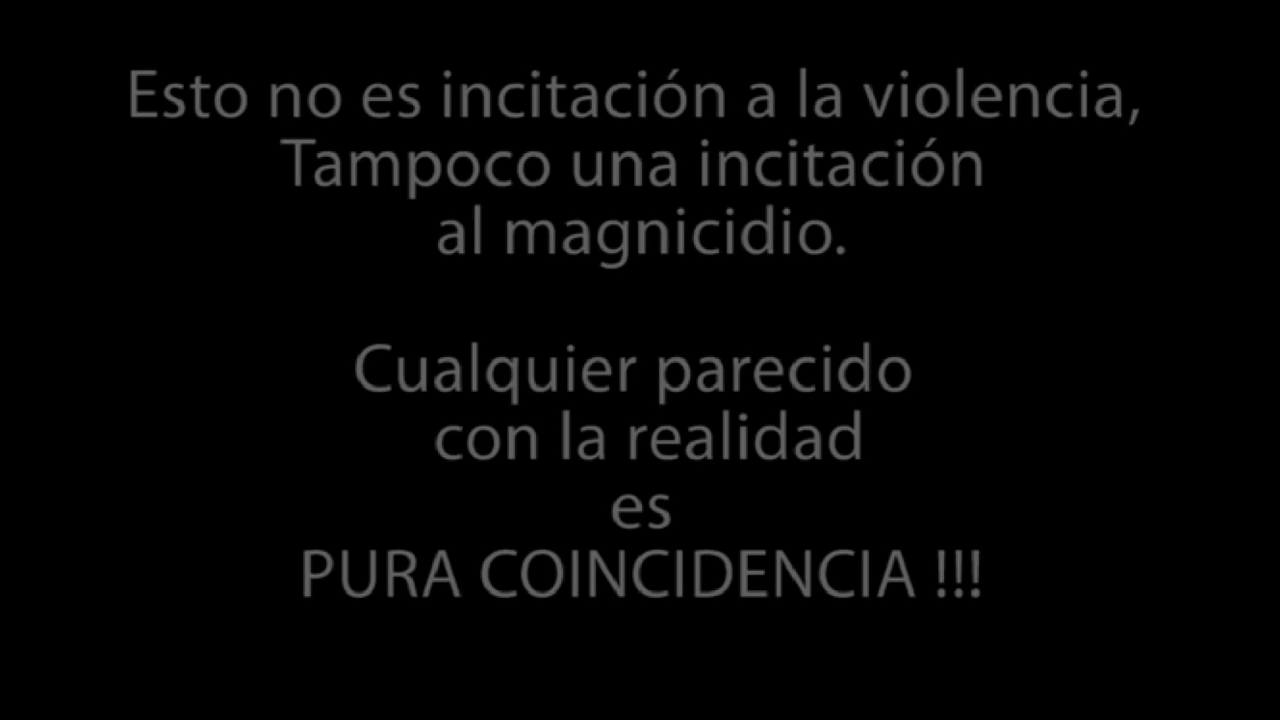 Esto no es incitación a la violencia,
Tampoco una incitación
al magnicidio.
Cualquier parecido
con la realidad
es
PURA COINCIDENCIA !!!